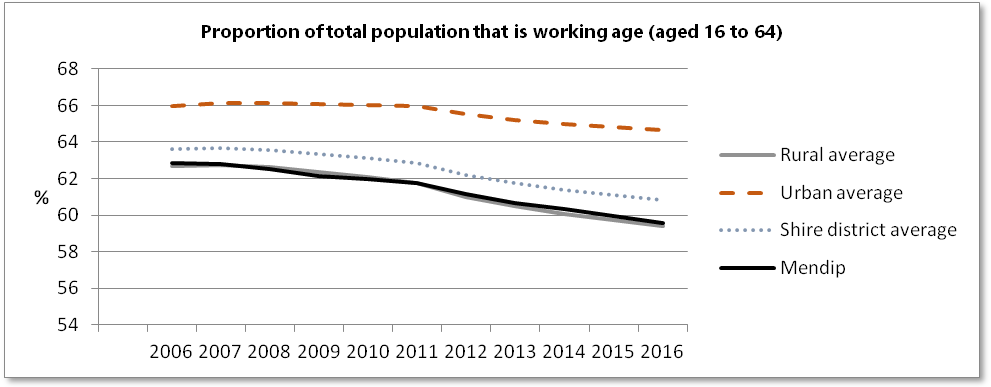 Proportion of total population that is working age (aged 16 to 64)
68
66
64
62
60
58
56
54
%
2006 2007 2008 2009 2010 2011 2012 2013 2014 2015 2016
Rural average
Urban average
Shire district average
Mendip